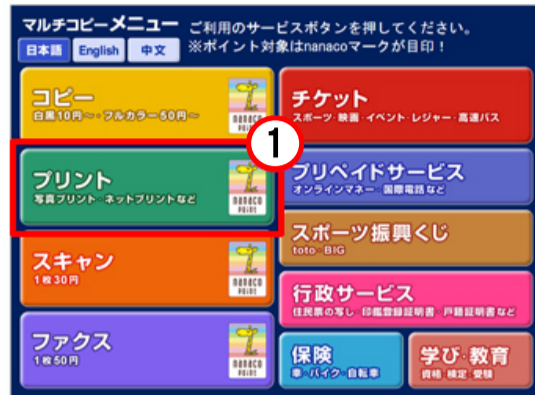 マルチコピーメニュー
ご利用のサービスボタンを押してください。
※ポイント対象はnanacoマークが目印！
日本語
English
中文
コピー
白黒10円～・フルカラー50円～
nanaco
POINT
チケット
スポーツ・映画・イベント・レジャー・高速バス
1
プリント
写真プリント・ネットプリントなど
nanaco
POINT
プリペイドサービス
オンラインマネー・国際電話など
スポーツ振興くじ
toto・BIG
スキャン
1枚30円
nanaco
POINT
行政サービス
住民票の写し・印鑑登録証明書・戸籍証明書など
ファクス
1枚50円
nanaco
POINT
保険
車・バイク・自転車
学び・教育
資格・検定・受験